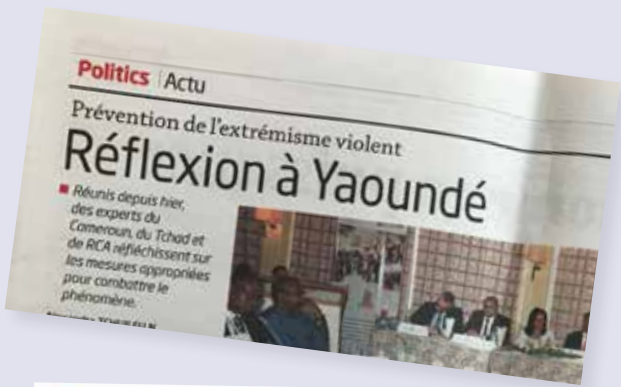 Politics | Actu
Prévention de l'extrémisme violent
Réflexion à Yaoundé
Réunis depuis hier,
des experts du
Cameroun, du Tchad et
de RCA réfléchissent sur
les mesures appropriées
pour combattre le
phénomène.